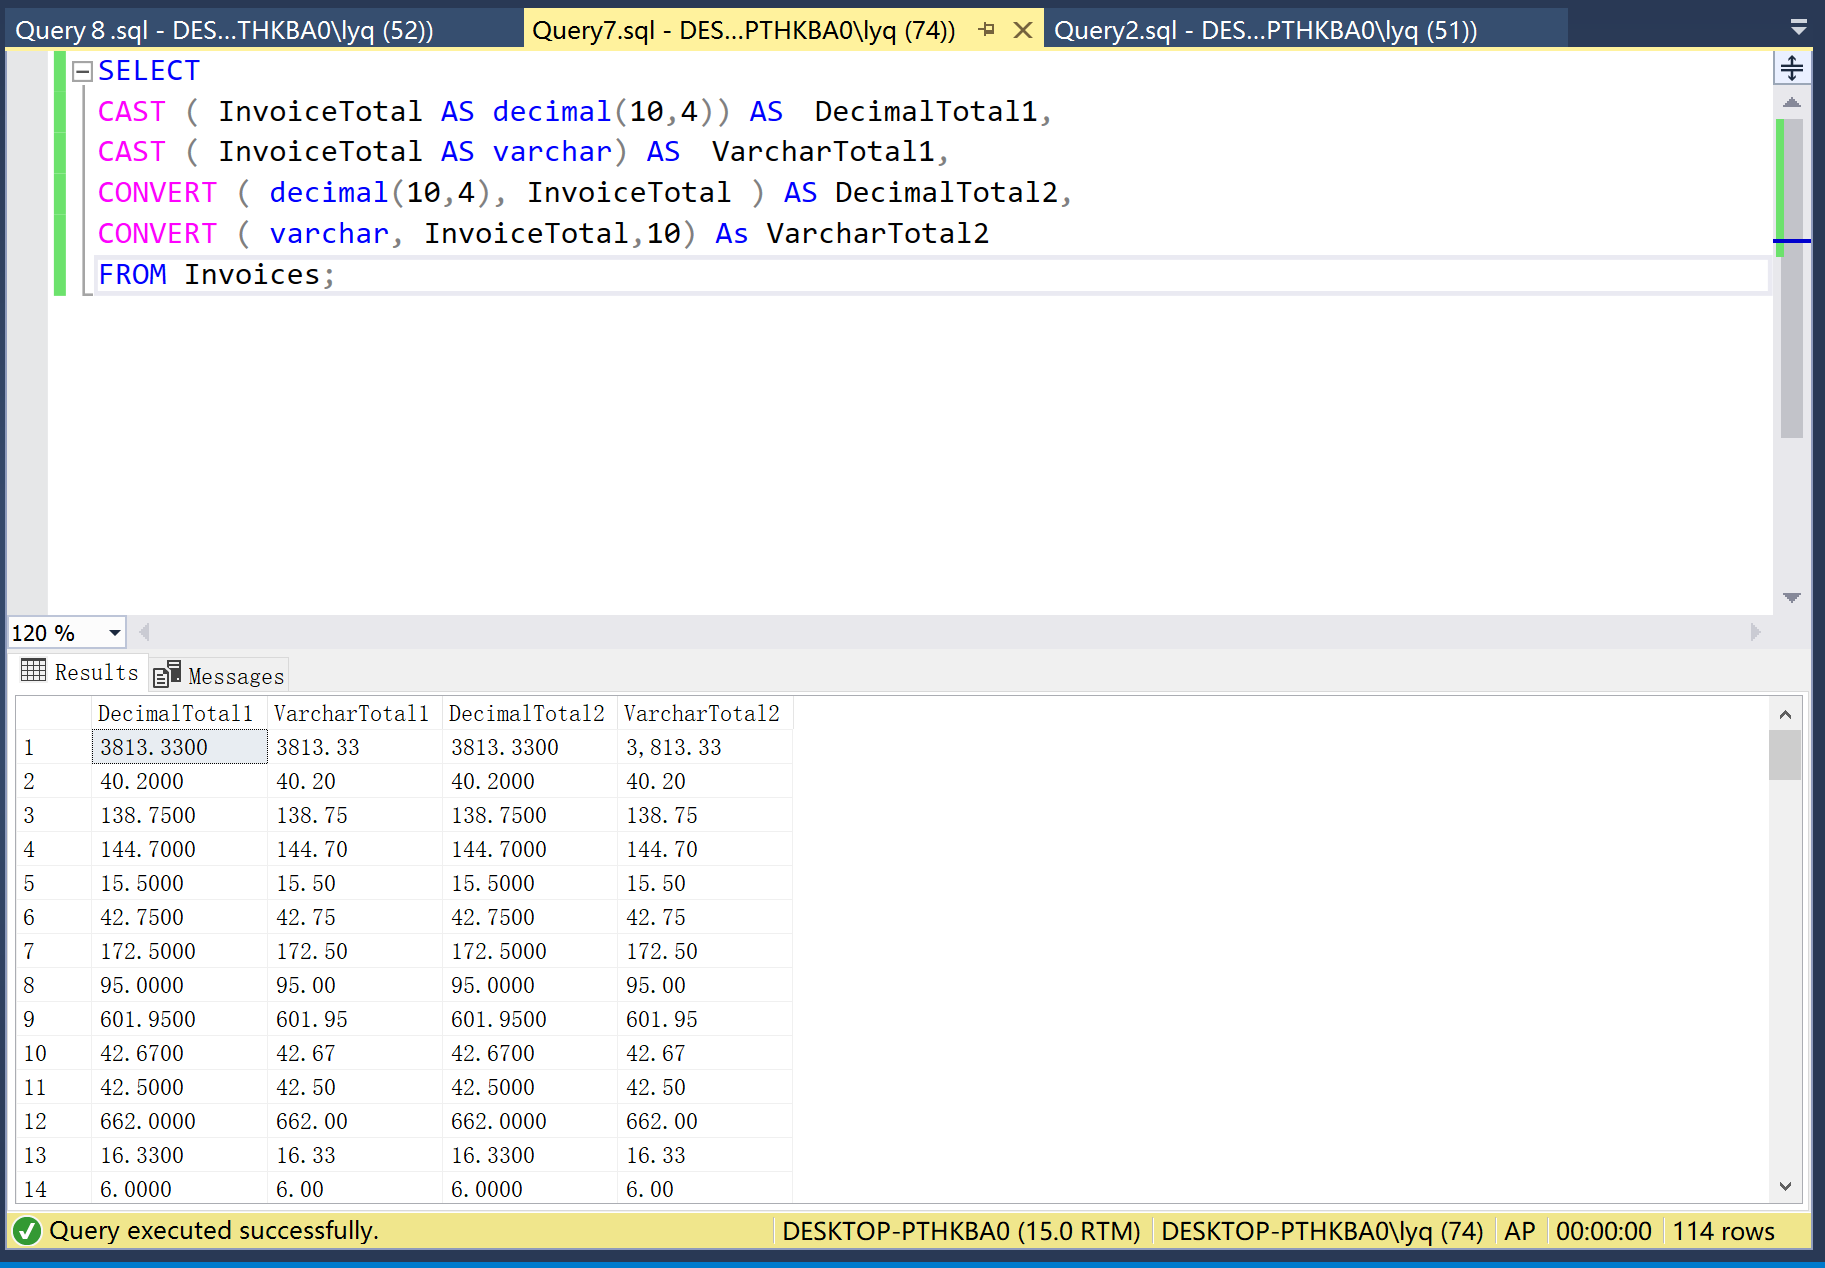 Query 8 .sql - DES...THKBA0\lyq (52)) Query7.sql - DES...PTHKBA0\lyq (74)) Query2.sql - DES...PTHKBA0\lyq (51))
SELECT
CAST ( InvoiceTotal AS decimal(10,4)) AS  DecimalTotal1,
CAST ( InvoiceTotal AS varchar) AS  VarcharTotal1,
CONVERT ( decimal(10,4), InvoiceTotal ) AS DecimalTotal2,
CONVERT ( varchar, InvoiceTotal,10) As VarcharTotal2
FROM Invoices;
120 %
Results Messages
DecimalTotal1 VarcharTotal1 DecimalTotal2 VarcharTotal2
1 3813.3300 3813.33 3813.3300 3,813.33
2 40.2000 40.20 40.2000 40.20
3 138.7500 138.75 138.7500 138.75
4 144.7000 144.70 144.7000 144.70
5 15.5000 15.50 15.5000 15.50
6 42.7500 42.75 42.7500 42.75
7 172.5000 172.50 172.5000 172.50
8 95.0000 95.00 95.0000 95.00
9 601.9500 601.95 601.9500 601.95
10 42.6700 42.67 42.6700 42.67
11 42.5000 42.50 42.5000 42.50
12 662.0000 662.00 662.0000 662.00
13 16.3300 16.33 16.3300 16.33
14 6.0000 6.00 6.0000 6.00
Query executed successfully. DESKTOP-PTHKBA0 (15.0 RTM) DESKTOP-PTHKBA0\lyq (74) AP 00:00:00 114 rows